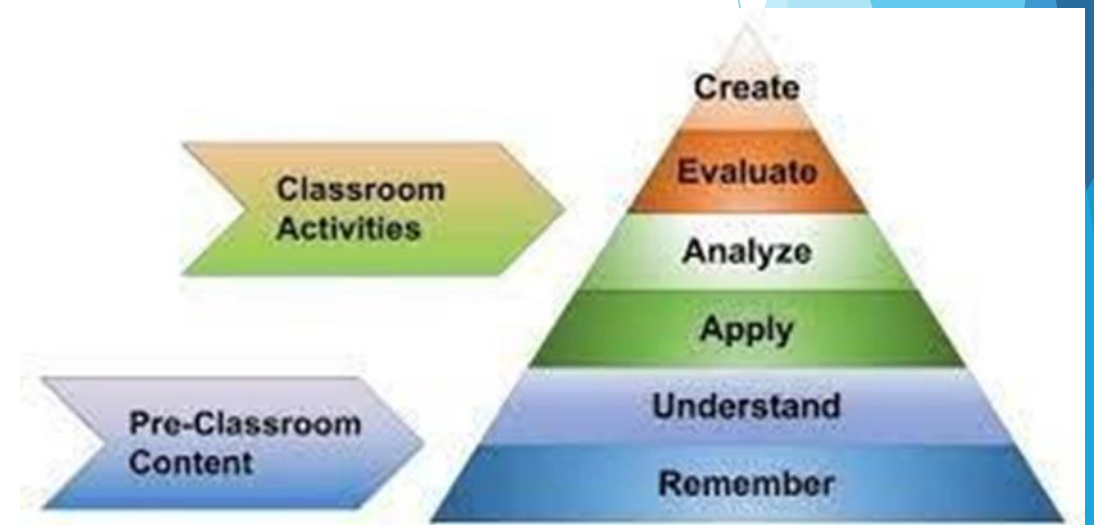 Create
Evaluate
Classroom
Activities
Analyze
Apply
Pre-Classroom
Content
Understand
Remember